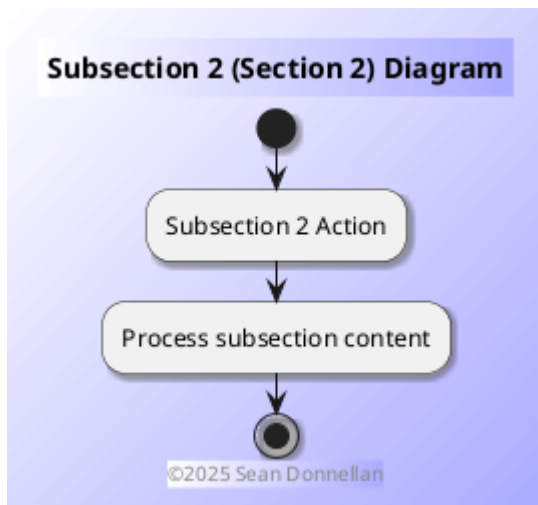 Subsection 2 (Section 2) Diagram
Subsection 2 Action
Process subsection content
©2025 Sean Donnellan